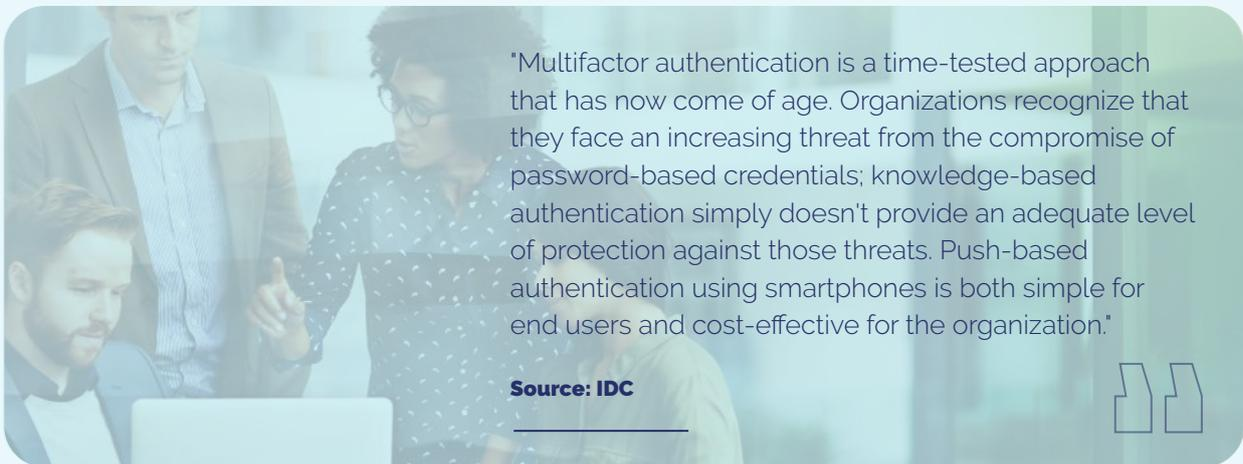 "Multifactor authentication is a time-tested approach
that has now come of age. Organizations recognize that
they face an increasing threat from the compromise of
password-based credentials; knowledge-based
authentication simply doesn't provide an adequate level
of protection against those threats. Push-based
authentication using smartphones is both simple for
end users and cost-effective for the organization."
Source: IDC